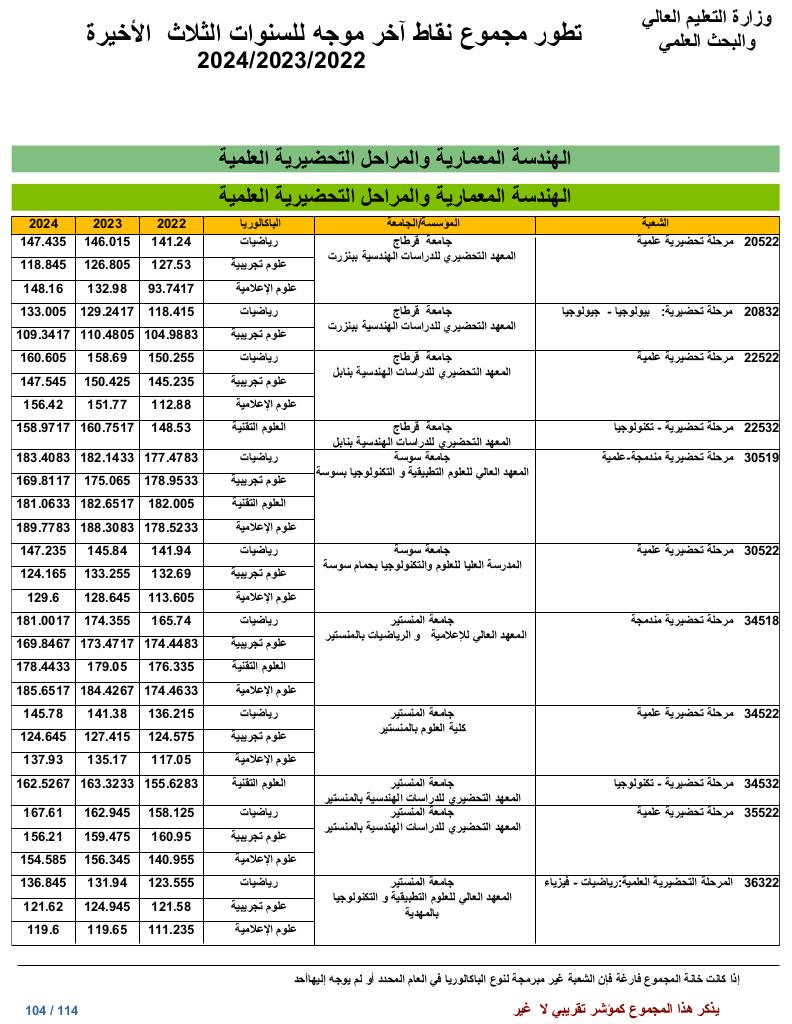 وزارة التعليم العالي
والبحث العلمي
تطور مجموع نقاط آخر موجه للسنوات الثلاث الأخيرة
2024/2023/2022
الهندسة المعمارية والمراحل التحضيرية العلمية
الهندسة المعمارية والمراحل التحضيرية العلمية
الشعبة المؤسسة/الجامعة الباكالوريا 2022 2023 2024
20522 مرحلة تحضيرية علمية جامعة قرطاج رياضيات 141.24 146.015 147.435
المعهد التحضيري للدراسات الهندسية ببنزرت
علوم تجريبية 127.53 126.805 118.845
علوم الإعلامية 93.7417 132.98 148.16
20832 مرحلة تحضيرية: بيولوجيا - جيولوجيا جامعة قرطاج رياضيات 118.415 129.2417 133.005
المعهد التحضيري للدراسات الهندسية ببنزرت
علوم تجريبية 104.9883 110.4805 109.3417
22522 مرحلة تحضيرية علمية جامعة قرطاج رياضيات 150.255 158.69 160.605
المعهد التحضيري للدراسات الهندسية بنابل
علوم تجريبية 145.235 150.425 147.545
علوم الإعلامية 112.88 151.77 156.42
22532 مرحلة تحضيرية - تكنولوجيا جامعة قرطاج العلوم التقنية 148.53 160.7517 158.9717
المعهد التحضيري للدراسات الهندسية بنابل
30519 مرحلة تحضيرية مندمجة-علمية جامعة سوسة رياضيات 177.4783 182.1433 183.4083
المعهد العالي للعلوم التطبيقية و التكنولوجيا بسوسة
علوم تجريبية 178.9533 175.065 169.8117
العلوم التقنية 182.005 182.6517 181.0633
علوم الإعلامية 178.5233 188.3083 189.7783
30522 مرحلة تحضيرية علمية جامعة سوسة رياضيات 141.94 145.84 147.235
المدرسة العليا للعلوم والتكنولوجيا بحمام سوسة
علوم تجريبية 132.69 133.255 124.165
علوم الإعلامية 113.605 128.645 129.6
34518 مرحلة تحضيرية مندمجة جامعة المنستير رياضيات 165.74 174.355 181.0017
المعهد العالي للإعلامية و الرياضيات بالمنستير
علوم تجريبية 174.4483 173.4717 169.8467
العلوم التقنية 176.335 179.05 178.4433
علوم الإعلامية 174.4633 184.4267 185.6517
34522 مرحلة تحضيرية علمية جامعة المنستير رياضيات 136.215 141.38 145.78
كلية العلوم بالمنستير
علوم تجريبية 124.575 127.415 124.645
علوم الإعلامية 117.05 135.17 137.93
34532 مرحلة تحضيرية - تكنولوجيا جامعة المنستير العلوم التقنية 155.6283 163.3233 162.5267
المعهد التحضيري للدراسات الهندسية بالمنستير
35522 مرحلة تحضيرية علمية جامعة المنستير رياضيات 158.125 162.945 167.61
المعهد التحضيري للدراسات الهندسية بالمنستير
علوم تجريبية 160.95 159.475 156.21
علوم الإعلامية 140.955 156.345 154.585
36322 المرحلة التحضيرية العلمية:رياضيات - فيزياء جامعة المنستير رياضيات 123.555 131.94 136.845
المعهد العالي للعلوم التطبيقية و التكنولوجيا
بالمهدية
علوم تجريبية 121.58 124.945 121.62
علوم الإعلامية 111.235 119.65 119.6
إذا كانت خانة المجموع فارغة فإن الشعبة غير مبرمجة لنوع الباكالوريا في العام المحدد أو لم يوجه إليهاأحد
يذكر هذا المجموع كمؤشر تقريبي لا غير
104 / 114